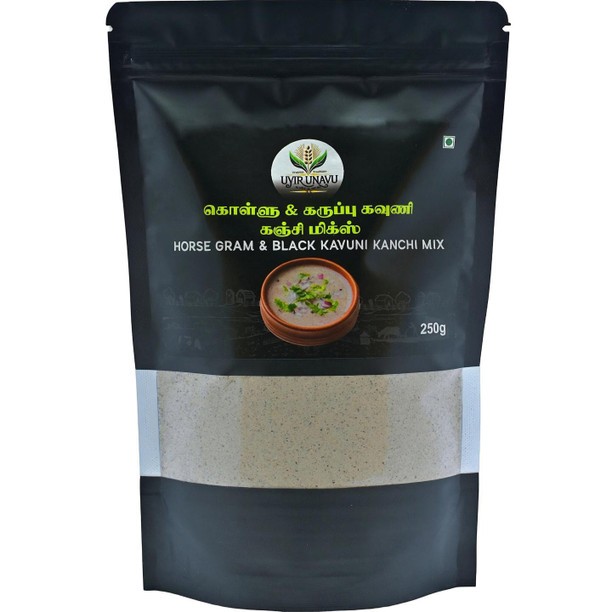 UYIR UNAVU
கொள்ளு & கருப்பு கவுணி
கஞ்சி மிக்ஸ்
HORSE GRAM & BLACK KAVUNI KANCHI MIX
250g